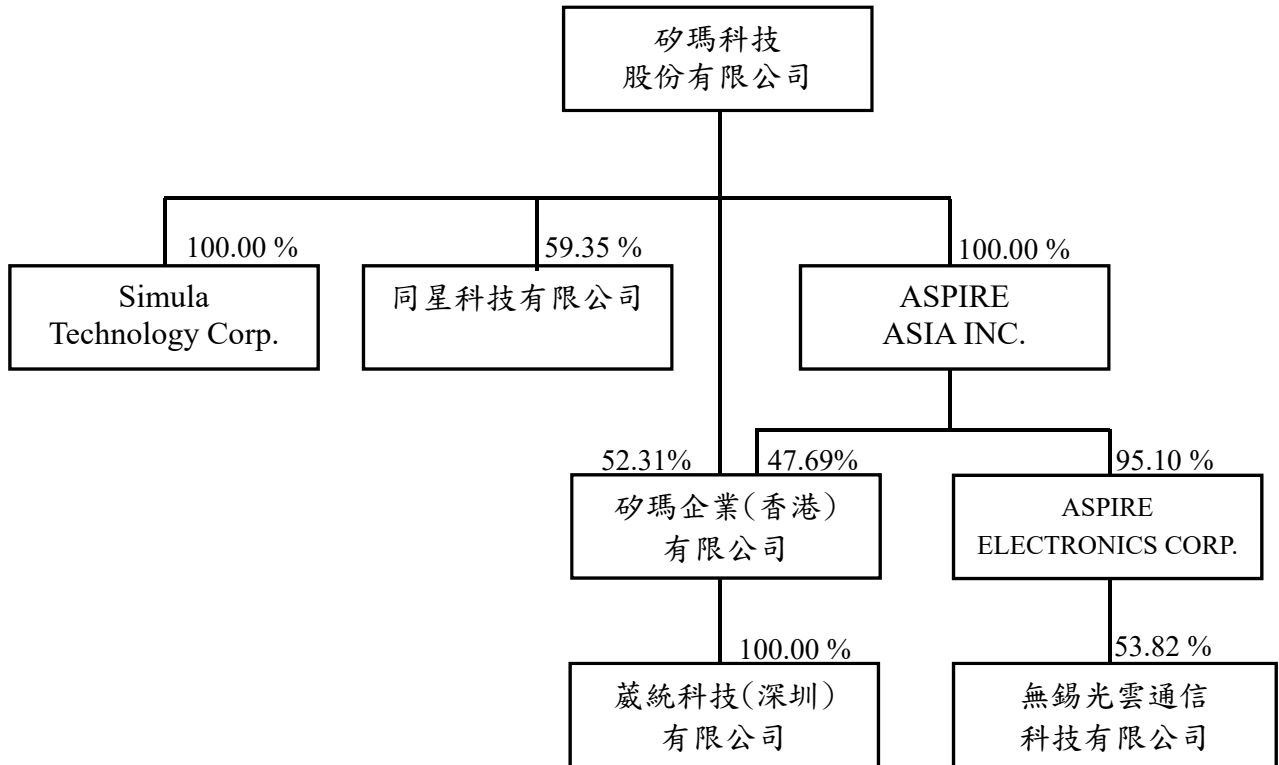 矽瑪科技
股份有限公司
100.00 %
59.35 %
100.00 %
Simula
Technology Corp.
同星科技有限公司
ASPIRE
ASIA INC.
52.31%
47.69%
95.10 %
矽瑪企業(香港)
有限公司
ASPIRE
ELECTRONICS CORP.
100.00 %
53.82 %
葳統科技(深圳)
有限公司
無錫光雲通信
科技有限公司